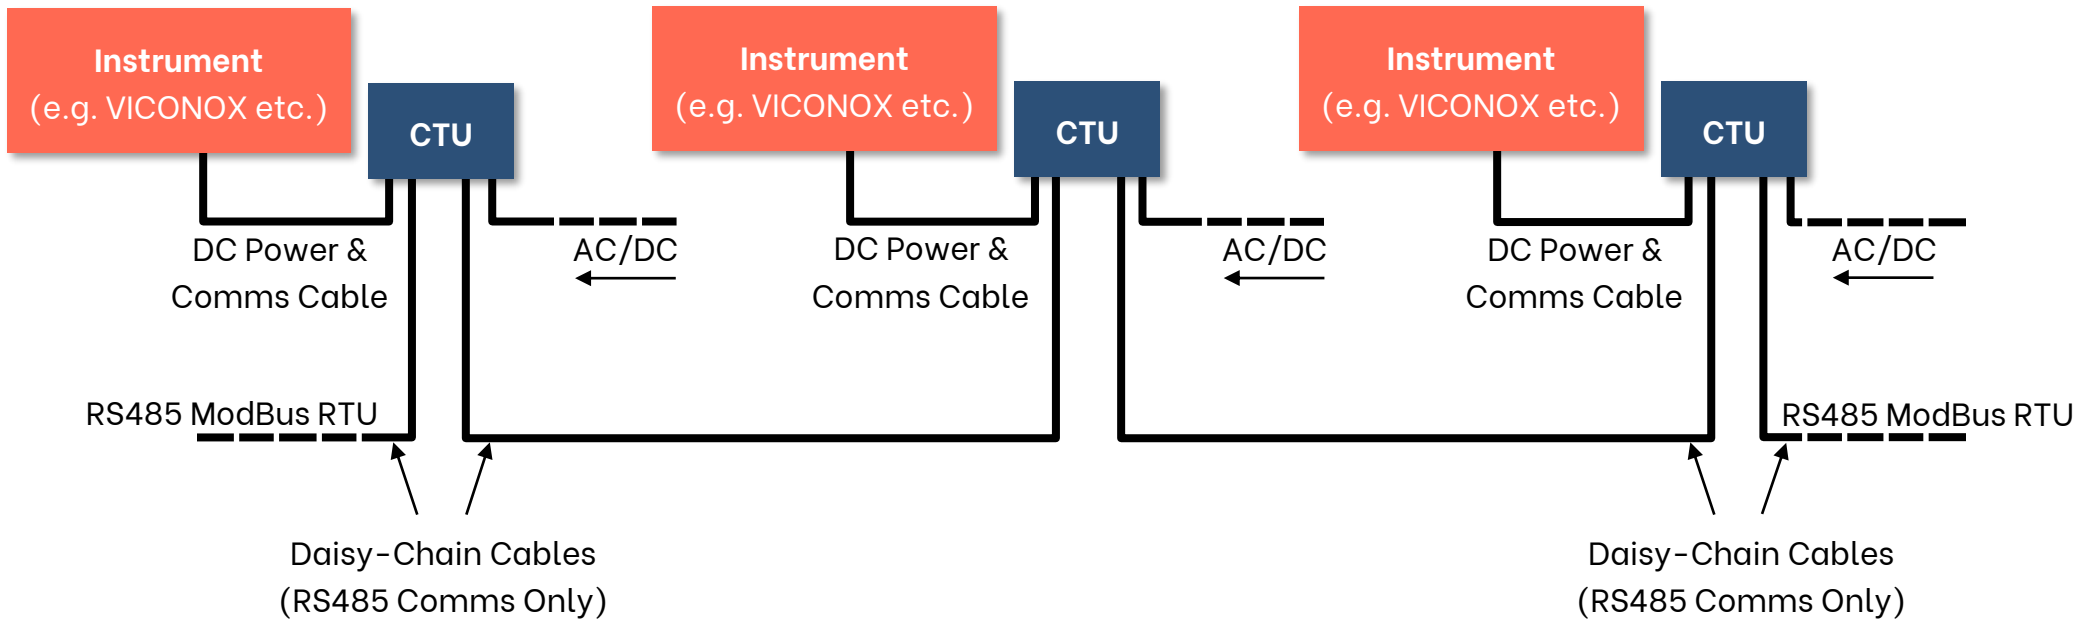 Instrument
(e.g. VICONOX etc.)
CTU
Instrument
(e.g. VICONOX etc.)
CTU
Instrument
(e.g. VICONOX etc.)
CTU
DC Power &
Comms Cable
AC/DC
DC Power &
Comms Cable
AC/DC
DC Power &
Comms Cable
AC/DC
RS485 ModBus RTU
RS485 ModBus RTU
Daisy-Chain Cables
(RS485 Comms Only)
Daisy-Chain Cables
(RS485 Comms Only)